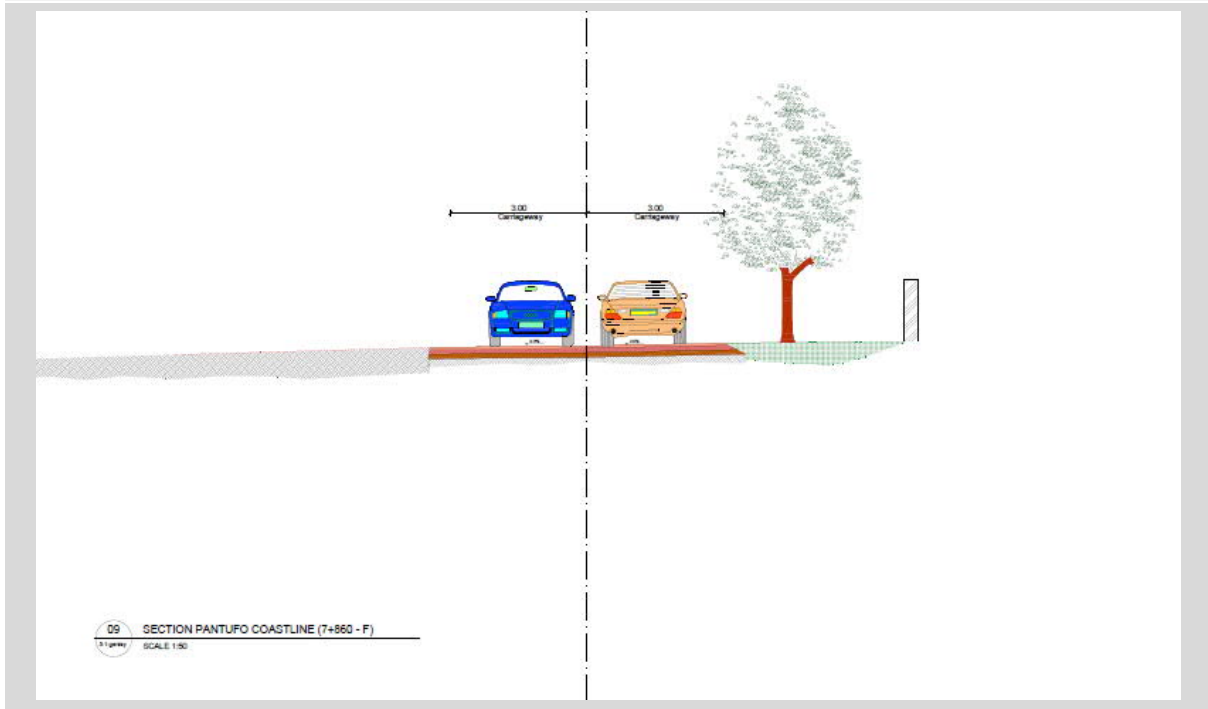 3.00
Carriageway
3.00
Carriageway
09
SECTION PANTUFO COASTLINE (7+860 - F)
SCALE 1:50